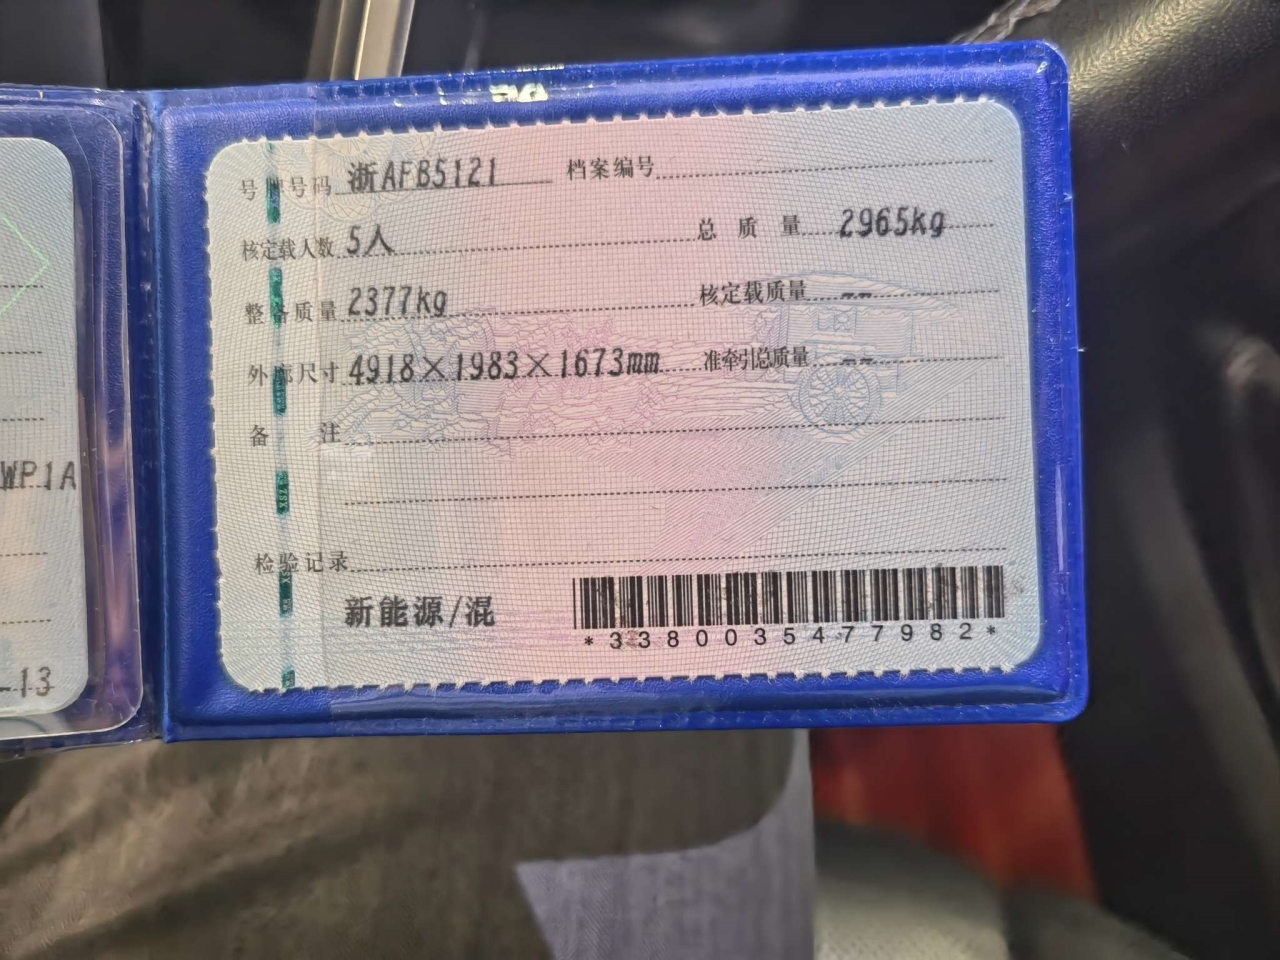 号牌号码 浙AFB5121 档案编号
核定载人数 5人 总质量 2965kg
整备质量 2377kg 核定载质量 --
外廓尺寸 4918×1983×1673mm 准牵引总质量 --
备注
检验记录
新能源/混
*3380035477982*
WP1A
-13